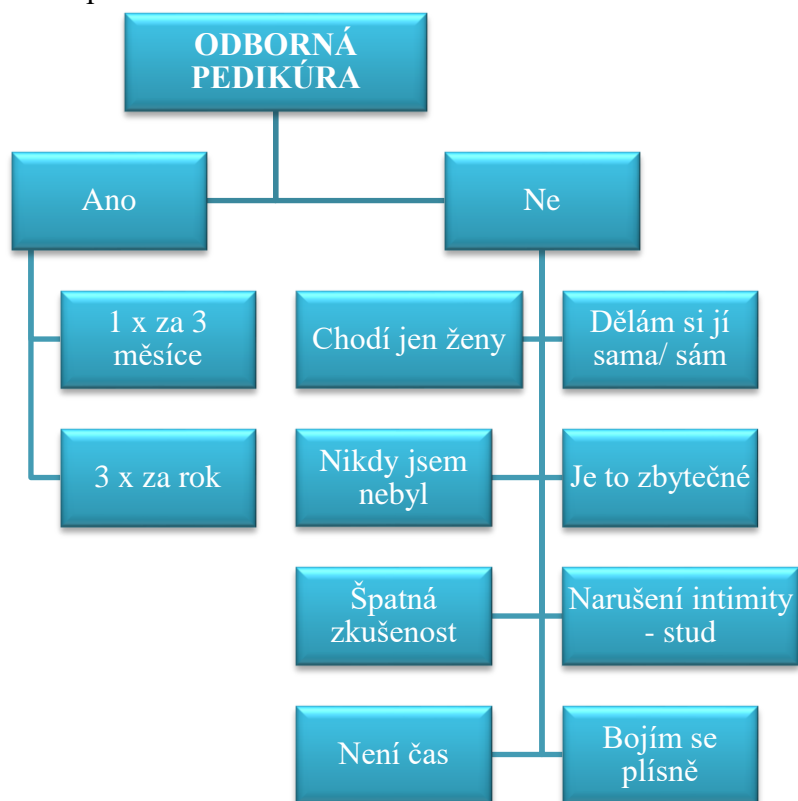 ODBORNÁ
PEDIKÚRA
Ano
Ne
1 x za 3
měsíce
Chodí jen ženy
Dělám si jí
sama/ sám
3 x za rok
Nikdy jsem
nebyl
Je to zbytečné
Špatná
zkušenost
Narušení intimity
- stud
Není čas
Bojím se
plísně